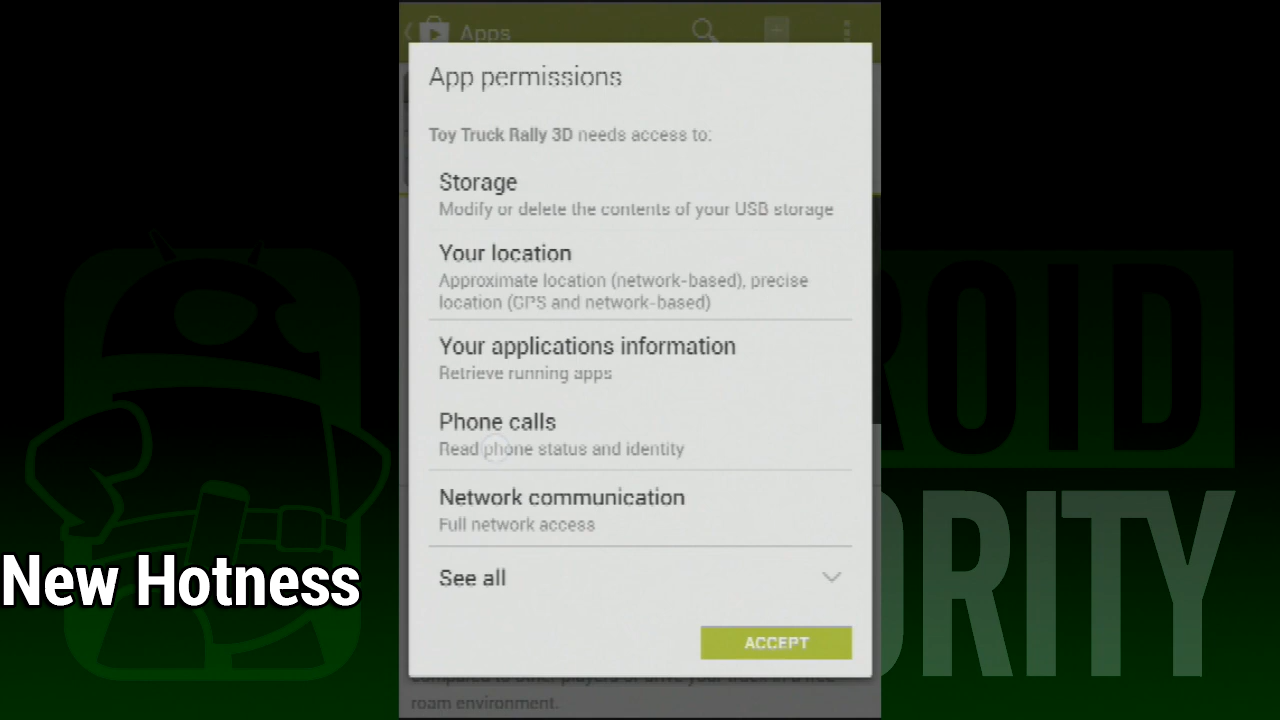 Apps
App permissions
Toy Truck Rally 3D needs access to:
Storage
Modify or delete the contents of your USB storage
Your location
Approximate location (network-based), precise
location (GPS and network-based)
Your applications information
Retrieve running apps
Phone calls
Read phone status and identity
Network communication
Full network access
See all
ACCEPT
roam environment.
New Hotness
ROID
ORITY